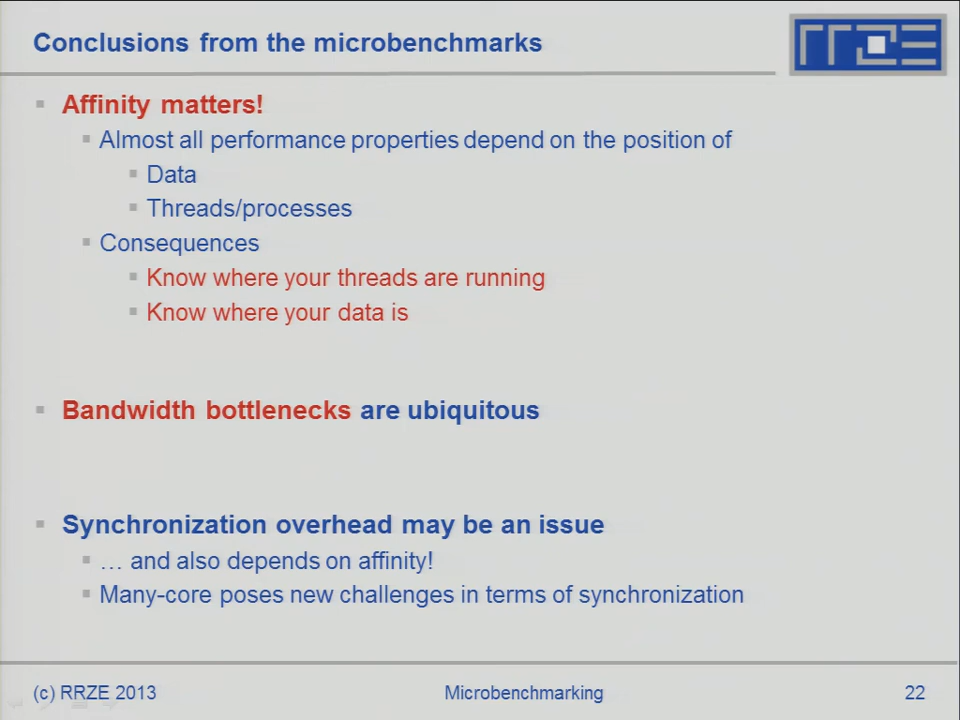 Conclusions from the microbenchmarks
RRZE
Affinity matters!
Almost all performance properties depend on the position of
Data
Threads/processes
Consequences
Know where your threads are running
Know where your data is
Bandwidth bottlenecks are ubiquitous
Synchronization overhead may be an issue
… and also depends on affinity!
Many-core poses new challenges in terms of synchronization
(c) RRZE 2013
Microbenchmarking
22